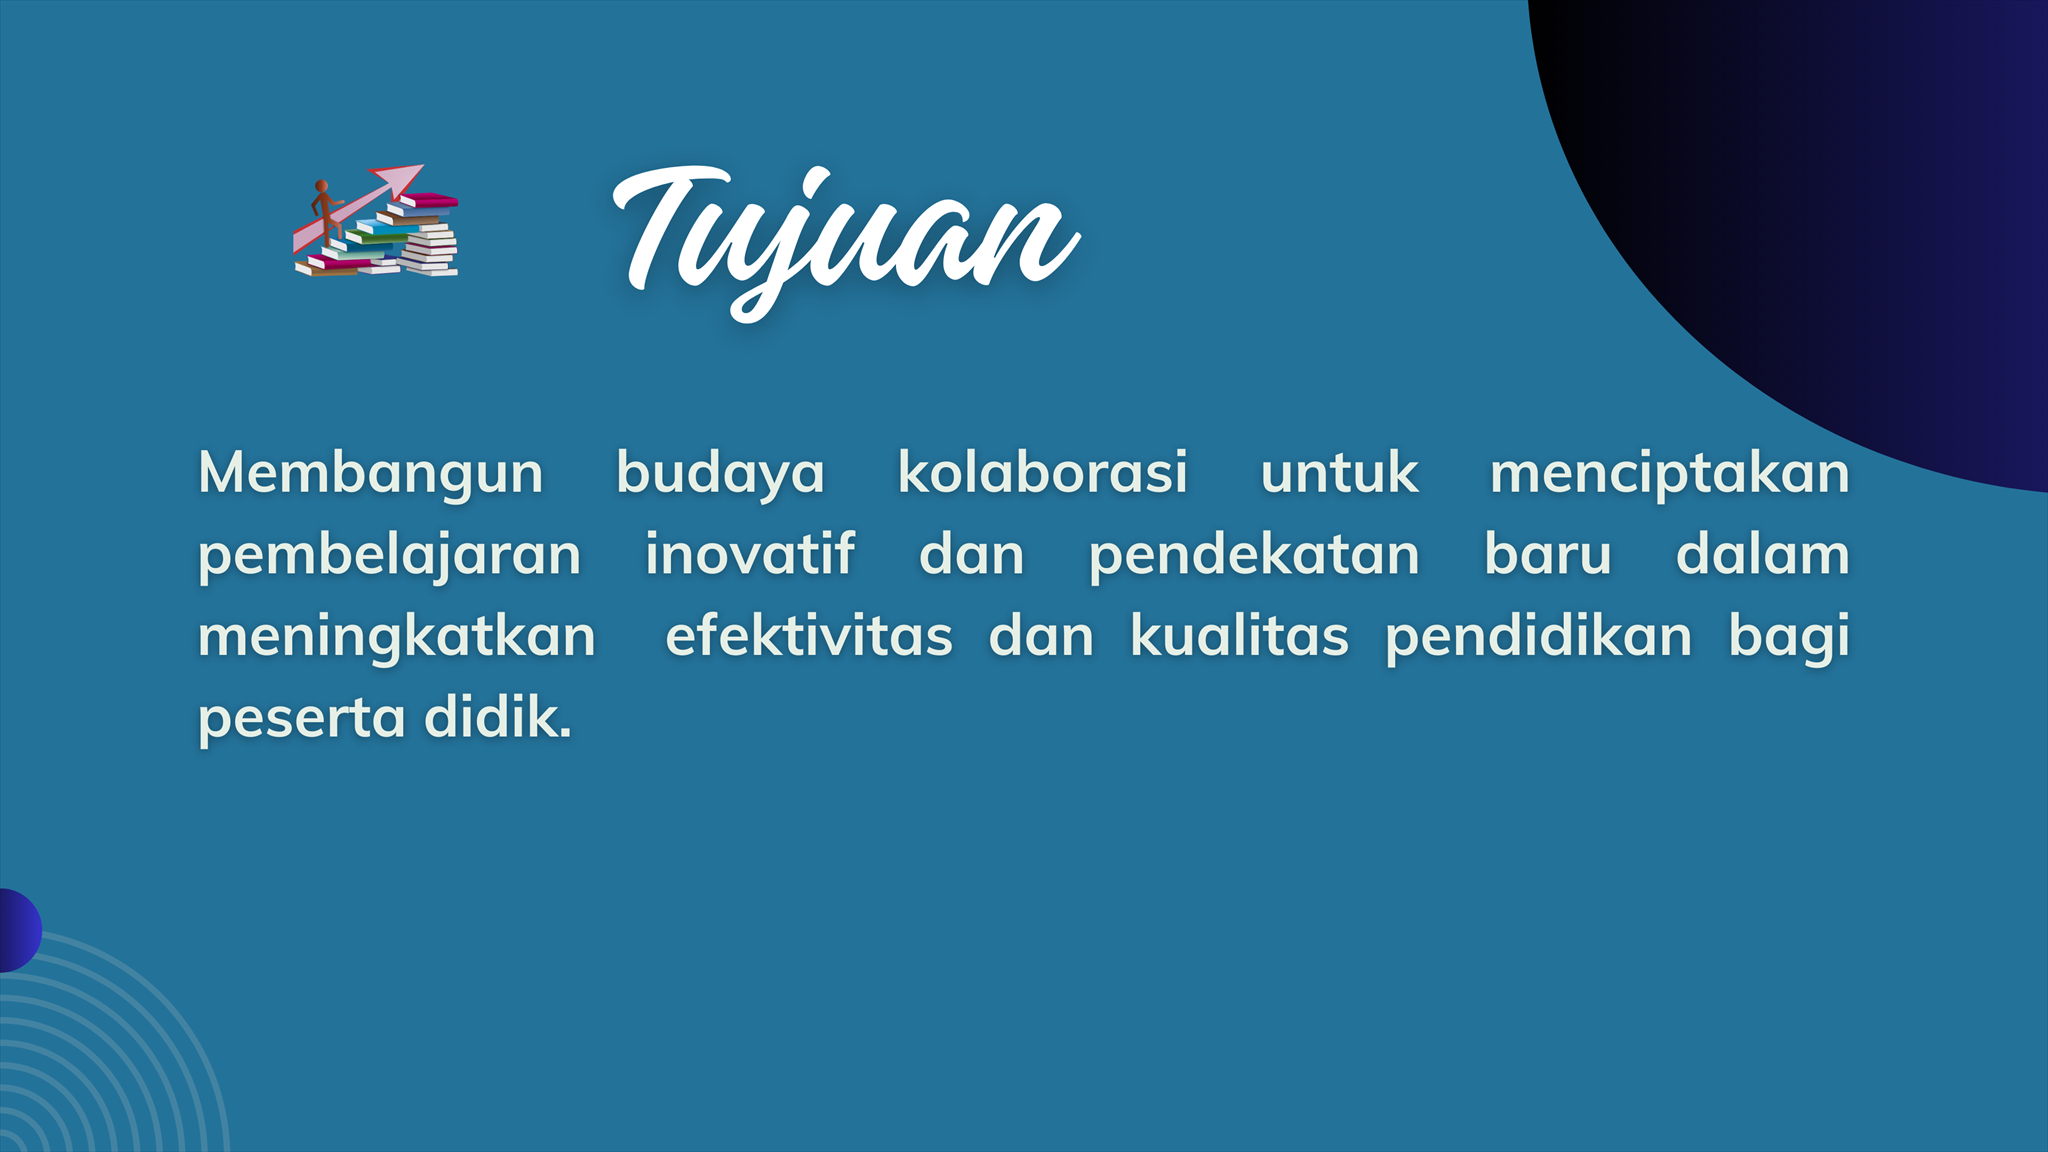 Tujuan
Membangun budaya kolaborasi untuk menciptakan
pembelajaran inovatif dan pendekatan baru dalam
meningkatkan efektivitas dan kualitas pendidikan bagi
peserta didik.